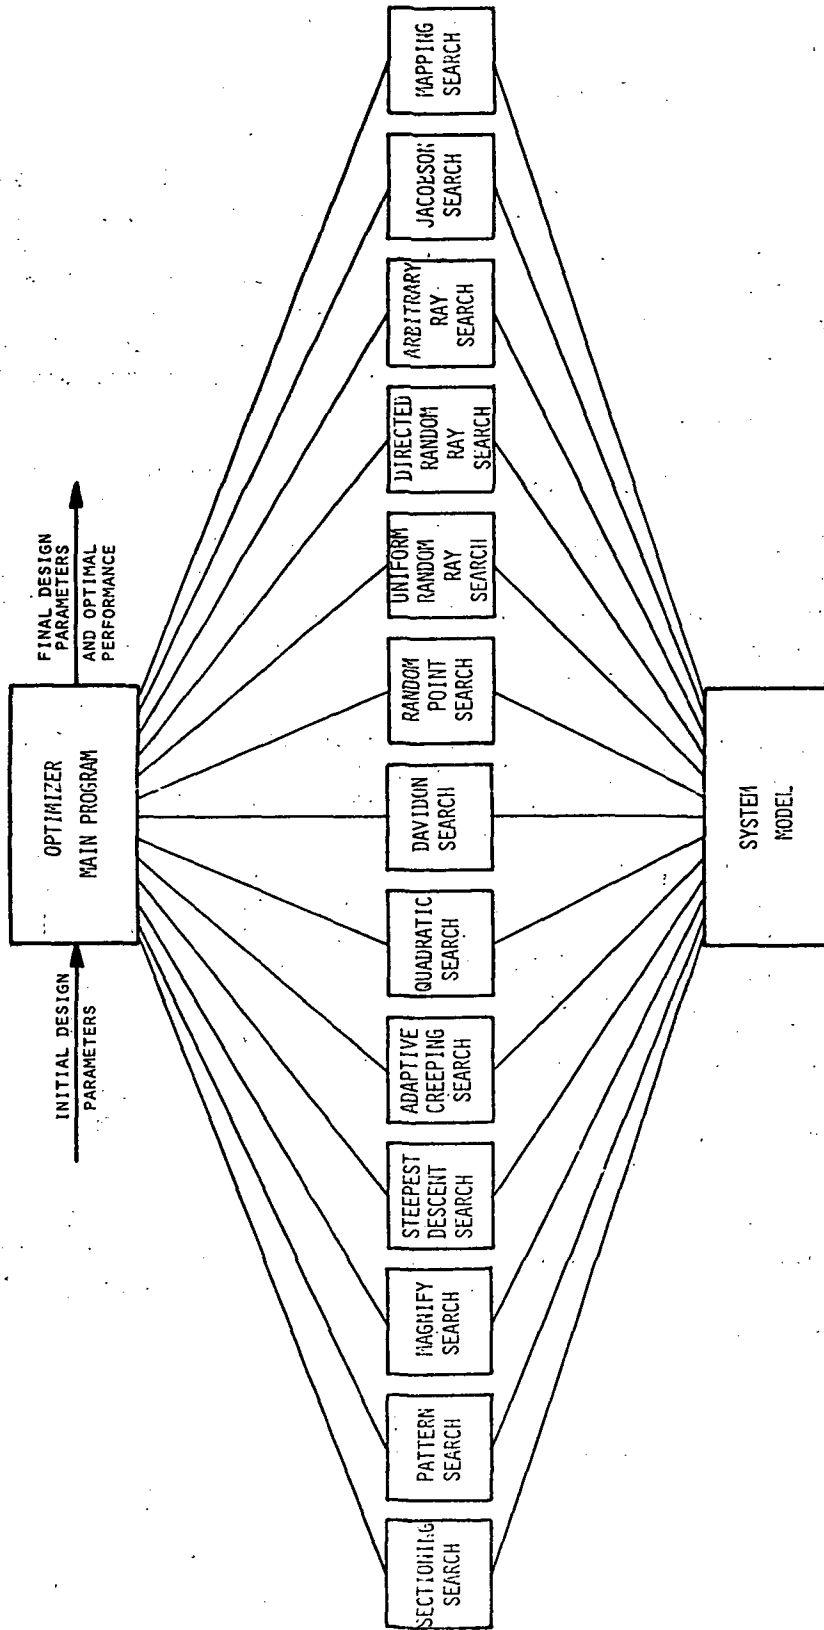 INITIAL DESIGN
PARAMETERS
OPTIMIZER
MAIN PROGRAM
FINAL DESIGN
PARAMETERS
AND OPTIMAL
PERFORMANCE
SECTIONING
SEARCH
PATTERN
SEARCH
MAGNIFY
SEARCH
STEEPEST
DESCENT
SEARCH
ADAPTIVE
CREEPING
SEARCH
QUADRATIC
SEARCH
DAVIDON
SEARCH
RANDOM
POINT
SEARCH
UNIFORM
RANDOM
RAY
SEARCH
DIRECTED
RANDOM
RAY
SEARCH
ARBITRARY
RAY
SEARCH
JACOBSON
SEARCH
MAPPING
SEARCH
SYSTEM
MODEL